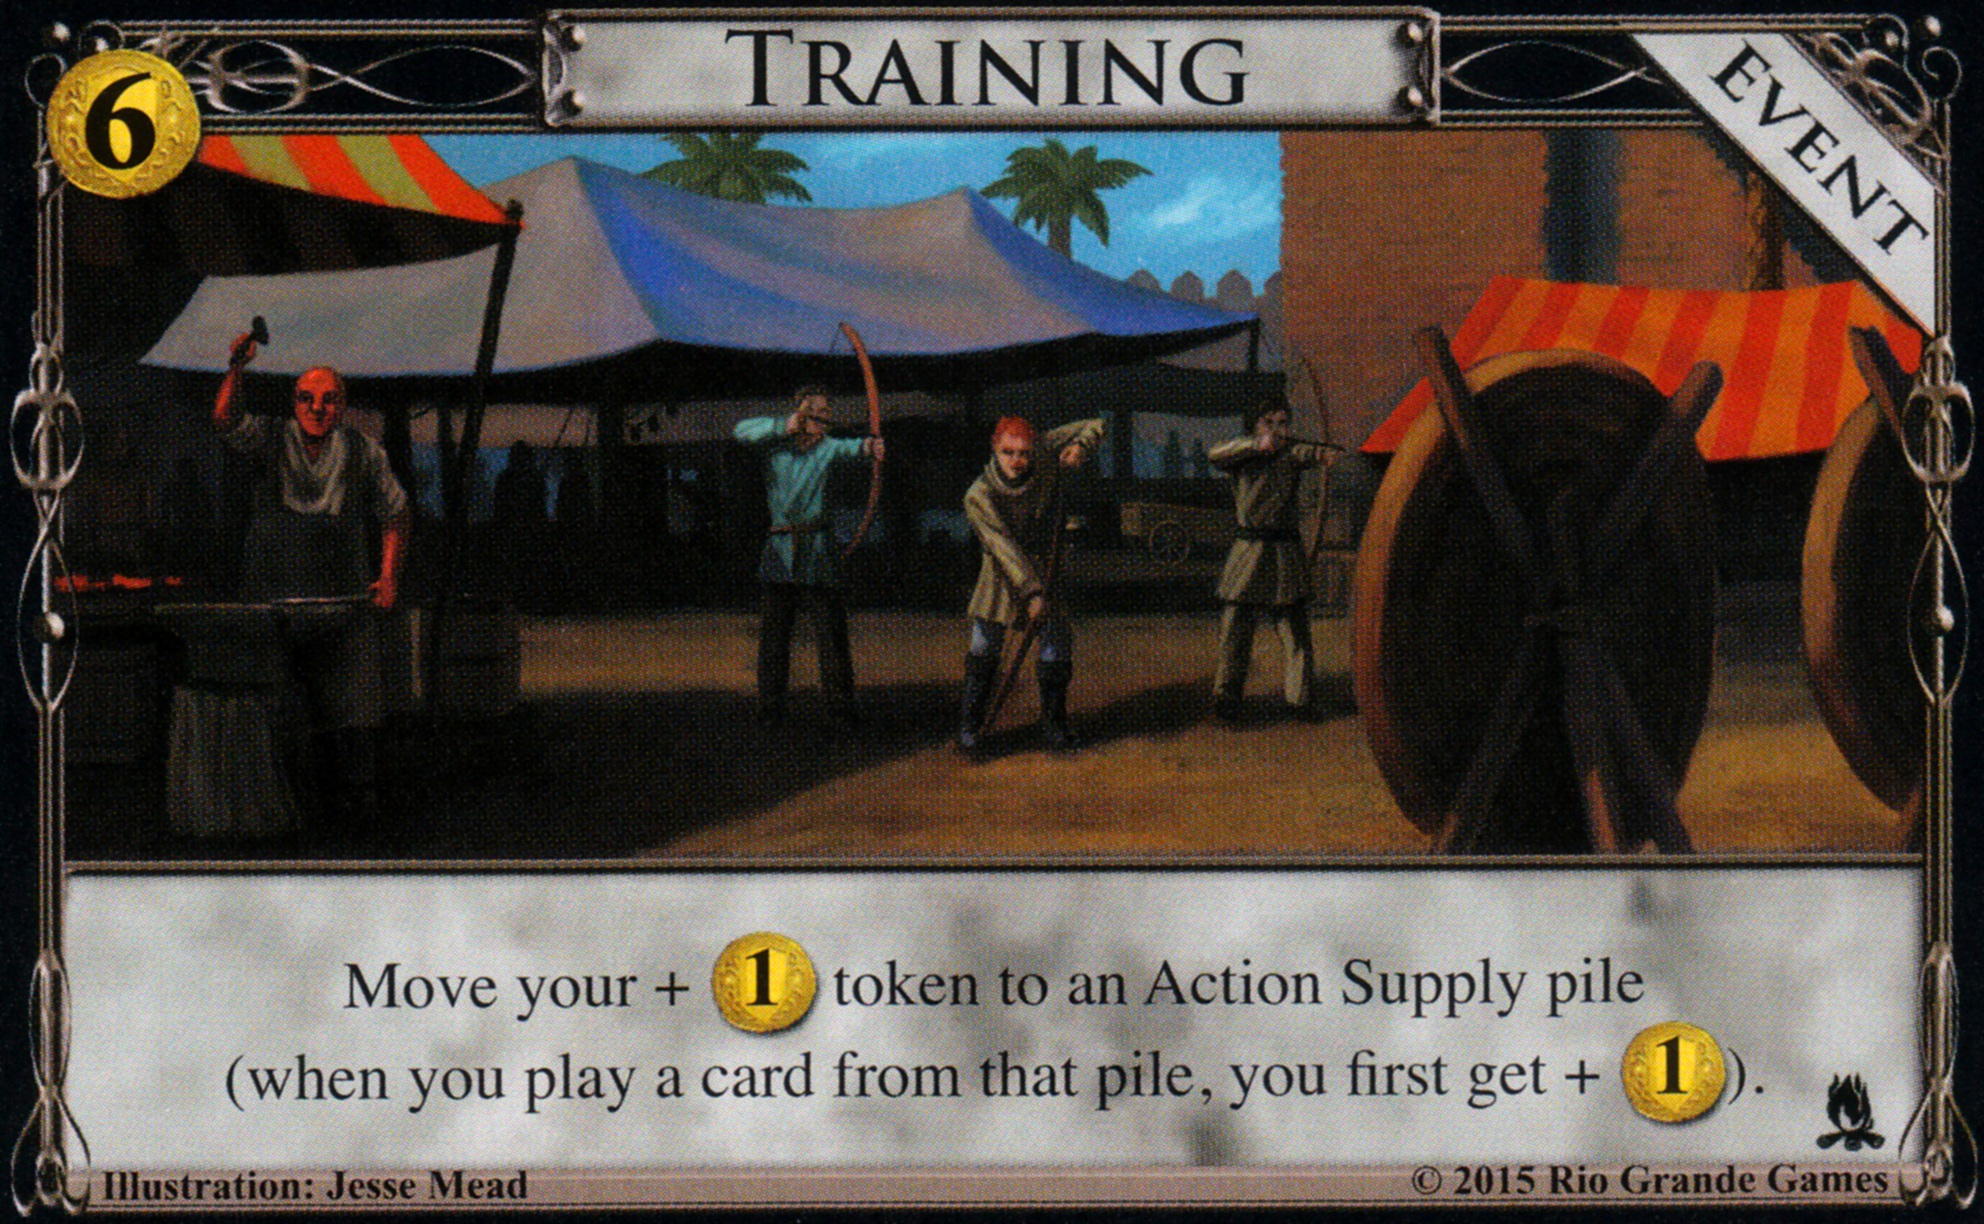 TRAINING
6
EVENT
Move your + 1 token to an Action Supply pile
(when you play a card from that pile, you first get + 1).
Illustration: Jesse Mead
© 2015 Rio Grande Games